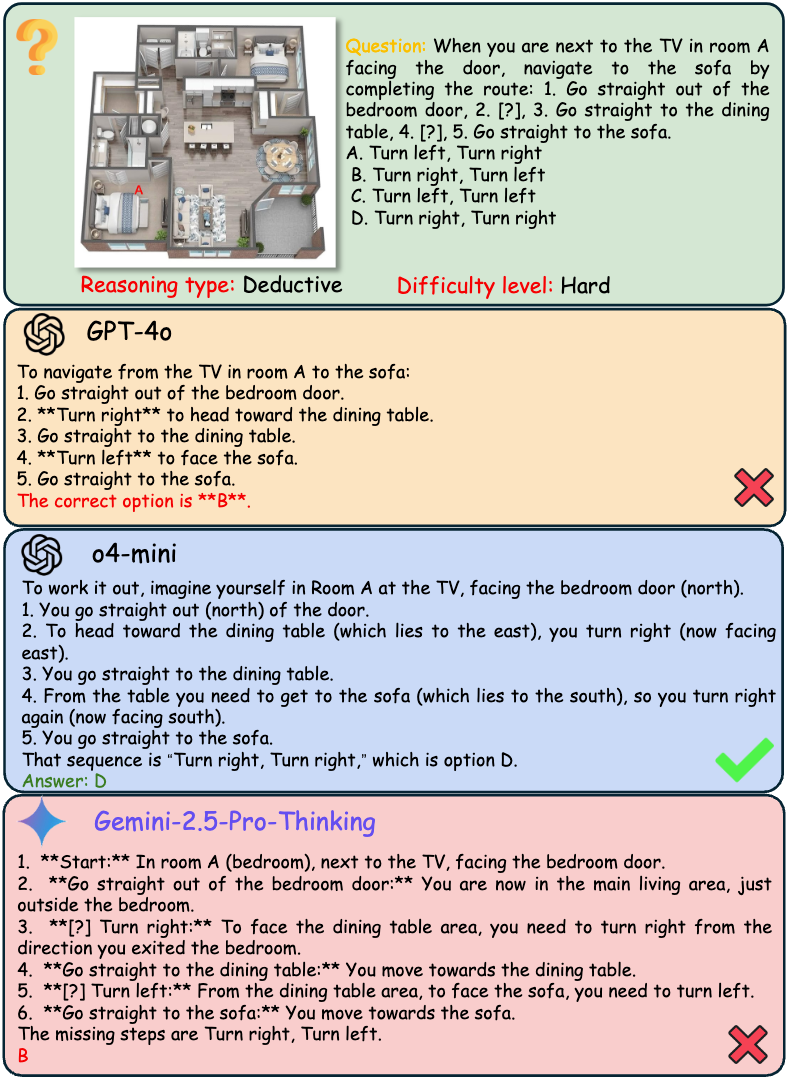 Question: When you are next to the TV in room A
facing the door, navigate to the sofa by
completing the route: 1. Go straight out of the
bedroom door, 2. [?], 3. Go straight to the dining
table, 4. [?], 5. Go straight to the sofa.
A. Turn left, Turn right
B. Turn right, Turn left
C. Turn left, Turn left
D. Turn right, Turn right
A
Reasoning type: Deductive
Difficulty level: Hard
GPT-4o
To navigate from the TV in room A to the sofa:
1. Go straight out of the bedroom door.
2. **Turn right** to head toward the dining table.
3. Go straight to the dining table.
4. **Turn left** to face the sofa.
5. Go straight to the sofa.
The correct option is **B**.
o4-mini
To work it out, imagine yourself in Room A at the TV, facing the bedroom door (north).
1. You go straight out (north) of the door.
2. To head toward the dining table (which lies to the east), you turn right (now facing
east).
3. You go straight to the dining table.
4. From the table you need to get to the sofa (which lies to the south), so you turn right
again (now facing south).
5. You go straight to the sofa.
That sequence is “Turn right, Turn right,” which is option D.
Answer: D
Gemini-2.5-Pro-Thinking
1. **Start:** In room A (bedroom), next to the TV, facing the bedroom door.
2. **Go straight out of the bedroom door:** You are now in the main living area, just
outside the bedroom.
3. **[?] Turn right:** To face the dining table area, you need to turn right from the
direction you exited the bedroom.
4. **Go straight to the dining table:** You move towards the dining table.
5. **[?] Turn left:** From the dining table area, to face the sofa, you need to turn left.
6. **Go straight to the sofa:** You move towards the sofa.
The missing steps are Turn right, Turn left.
B